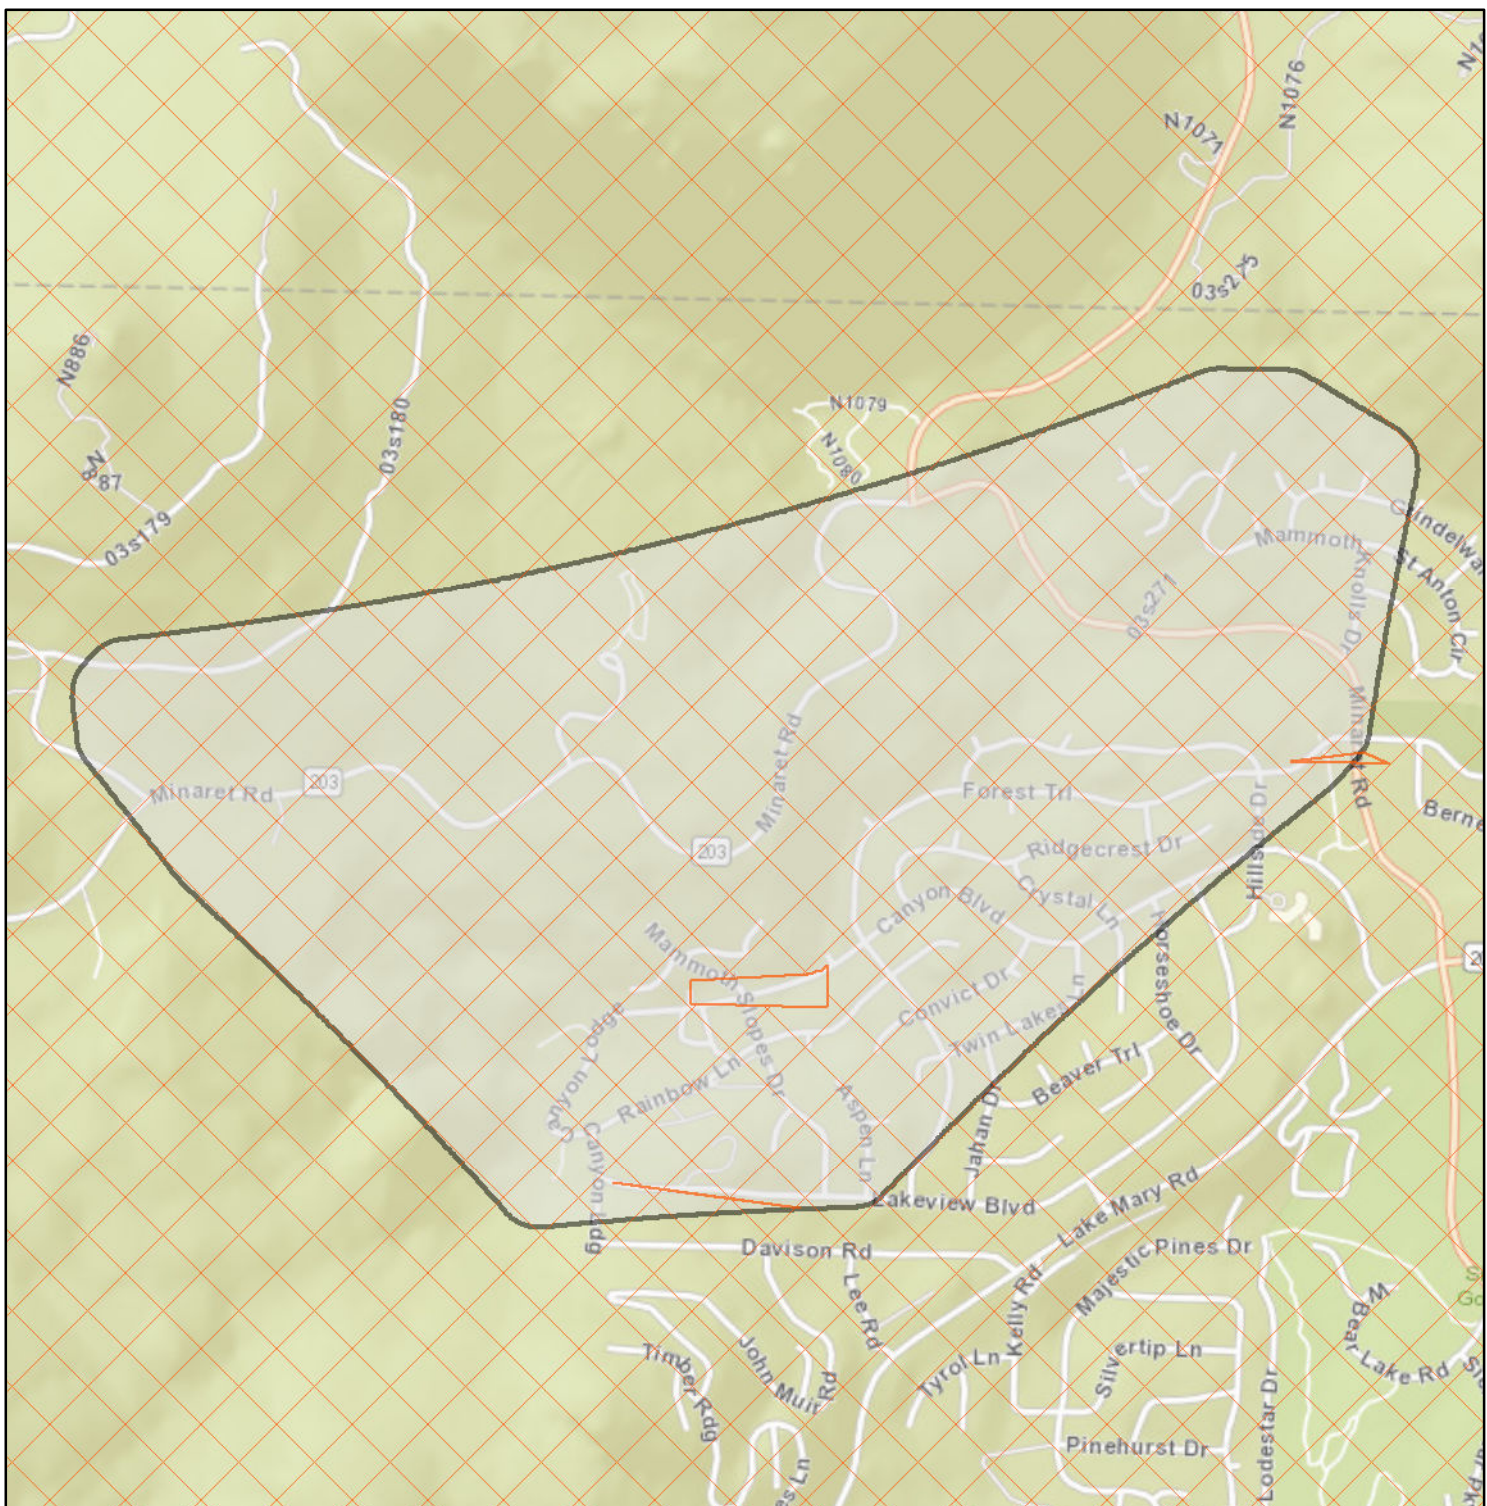 N1076
N1071
03s275
N886
N1079
03s180
N1080
N
887
03s179
Grindelwa
Mammoth
Knolls Dr
St Anton Cir
03s271
Minaret Rd
203
Minaret Rd
Minaret Rd
Forest Trl
Berne
203
Ridgecrest Dr
Hillside Dr
Crystal Ln
Canyon Blvd
Horseshoe Dr
Mammoth Slopes Dr
Convict Dr
Twin Lakes Ln
Canyon Lodge
Rainbow Ln
Beaver Trl
Aspen Ln
Jahan Dr
Canyon Ldg
Lakeview Blvd
Lake Mary Rd
Davison Rd
Majestic Pines Dr
Lee Rd
Kelly Rd
W Bear Lake Rd
Timber Rdg
John Muir Rd
Tyrol Ln
Silvertip Ln
Lodestar Dr
Pinehurst Dr
es Ln